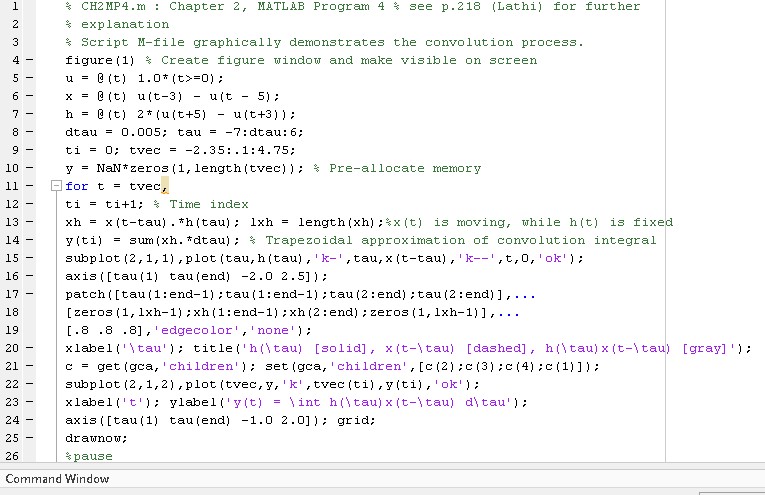 1 % CH2MP4.m : Chapter 2, MATLAB Program 4 % see p.218 (Lathi) for further
2 % explanation
3 % Script M-file graphically demonstrates the convolution process.
4 - figure(1) % Create figure window and make visible on screen
5 - u = @(t) 1.0*(t>=0);
6 - x = @(t) u(t-3) - u(t - 5);
7 - h = @(t) 2*(u(t+5) - u(t+3));
8 - dtau = 0.005; tau = -7:dtau:6;
9 - ti = 0; tvec = -2.35:.1:4.75;
10 - y = NaN*zeros(1,length(tvec)); % Pre-allocate memory
11 - for t = tvec,
12 - ti = ti+1; % Time index
13 - xh = x(t-tau).*h(tau); lxh = length(xh);%x(t) is moving, while h(t) is fixed
14 - y(ti) = sum(xh.*dtau); % Trapezoidal approximation of convolution integral
15 - subplot(2,1,1),plot(tau,h(tau),'k-',tau,x(t-tau),'k--',t,0,'ok');
16 - axis([tau(1) tau(end) -2.0 2.5]);
17 - patch([tau(1:end-1);tau(1:end-1);tau(2:end);tau(2:end)],...
18 - [zeros(1,lxh-1);xh(1:end-1);xh(2:end);zeros(1,lxh-1)],...
19 - [.8 .8 .8],'edgecolor','none');
20 - xlabel('\tau'); title('h(\tau) [solid], x(t-\tau) [dashed], h(\tau)x(t-\tau) [gray]');
21 - c = get(gca,'children'); set(gca,'children',[c(2);c(3);c(4);c(1)]);
22 - subplot(2,1,2),plot(tvec,y,'k',tvec(ti),y(ti),'ok');
23 - xlabel('t'); ylabel('y(t) = \int h(\tau)x(t-\tau) d\tau');
24 - axis([tau(1) tau(end) -1.0 2.0]); grid;
25 - drawnow;
26 %pause
Command Window